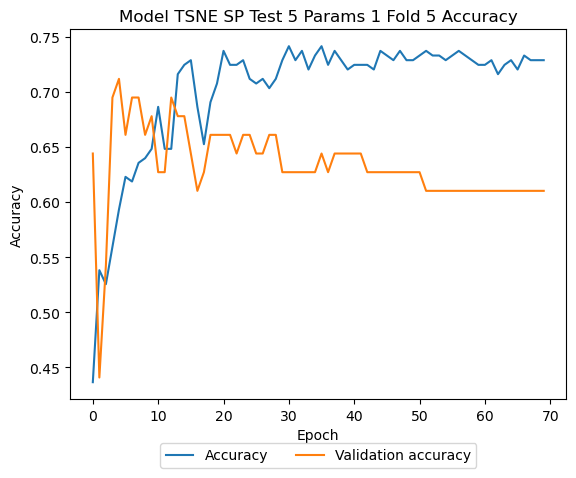 Model TSNE SP Test 5 Params 1 Fold 5 Accuracy
0.75
0.70
0.65
0.60
0.55
0.50
0.45
Accuracy
0 10 20 30 40 50 60 70
Epoch
Accuracy Validation accuracy